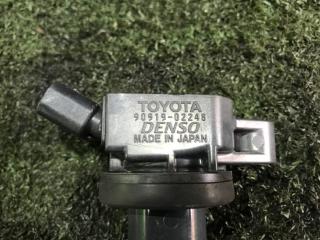 TOYOTA
90919-02248
DENSO
MADE IN JAPAN